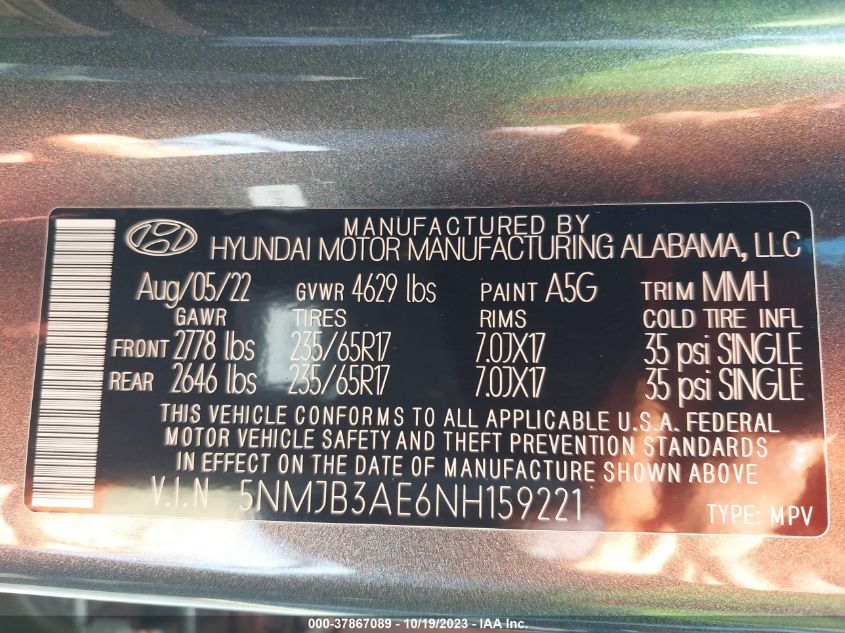 MANUFACTURED BY
HYUNDAI MOTOR MANUFACTURING ALABAMA, LLC
Aug/05/22 GVWR 4629 lbs PAINT A5G TRIM MMH
GAWR TIRES RIMS COLD TIRE INFL
FRONT 2778 lbs 235/65R17 7.0JX17 35 psi SINGLE
REAR 2646 lbs 235/65R17 7.0JX17 35 psi SINGLE
THIS VEHICLE CONFORMS TO ALL APPLICABLE U.S.A. FEDERAL
MOTOR VEHICLE SAFETY AND THEFT PREVENTION STANDARDS
IN EFFECT ON THE DATE OF MANUFACTURE SHOWN ABOVE
V.I.N 5NMJB3AE6NH159221 TYPE: MPV
000-37867089 - 10/19/2023 - IAA Inc.